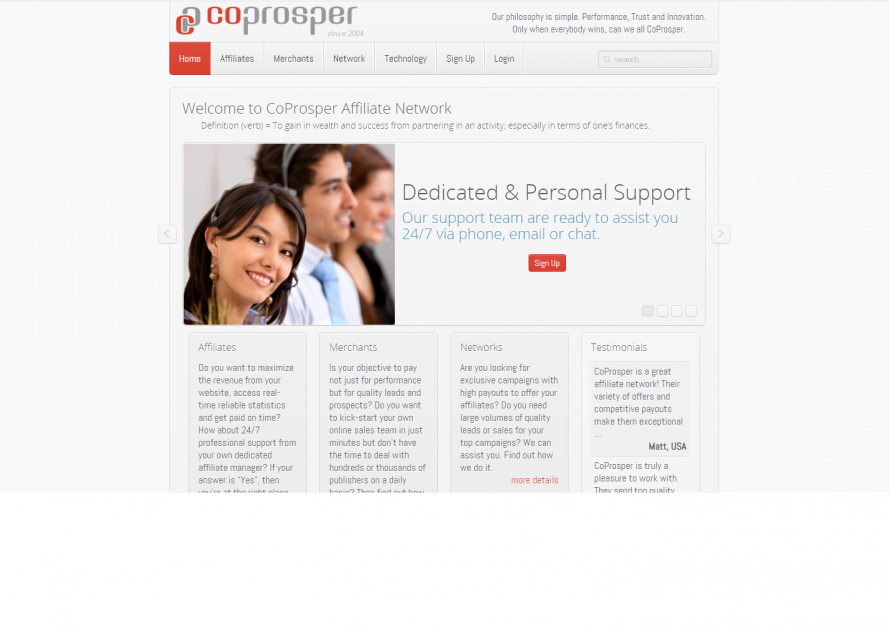 coprosper
since 2004
Our philosophy is simple. Performance, Trust and Innovation.
Only when everybody wins, can we all CoProsper.
Home
Affiliates
Merchants
Network
Technology
Sign Up
Login
search...
Welcome to CoProsper Affiliate Network
Definition (verb) = To gain in wealth and success from partnering in an activity; especially in terms of one's finances.
Dedicated & Personal Support
Our support team are ready to assist you
24/7 via phone, email or chat.
Sign Up
Affiliates
Do you want to maximize
the revenue from your
website, access real-
time reliable statistics
and get paid on time?
How about 24/7
professional support from
your own dedicated
affiliate manager? If your
answer is "Yes", then
you're at the right place
Merchants
Is your objective to pay
not just for performance
but for quality leads and
prospects? Do you want
to kick-start your own
online sales team in just
minutes but don't have
the time to deal with
hundreds or thousands of
publishers on a daily
basis? Then find out how
Networks
Are you looking for
exclusive campaigns with
high payouts to offer your
affiliates? Do you need
large volumes of quality
leads or sales for your
top campaigns? We can
assist you. Find out how
we do it.
more details
Testimonials
CoProsper is a great
affiliate network! Their
variety of offers and
competitive payouts
make them exceptional
...
Matt, USA
CoProsper is truly a
pleasure to work with.
They send top quality